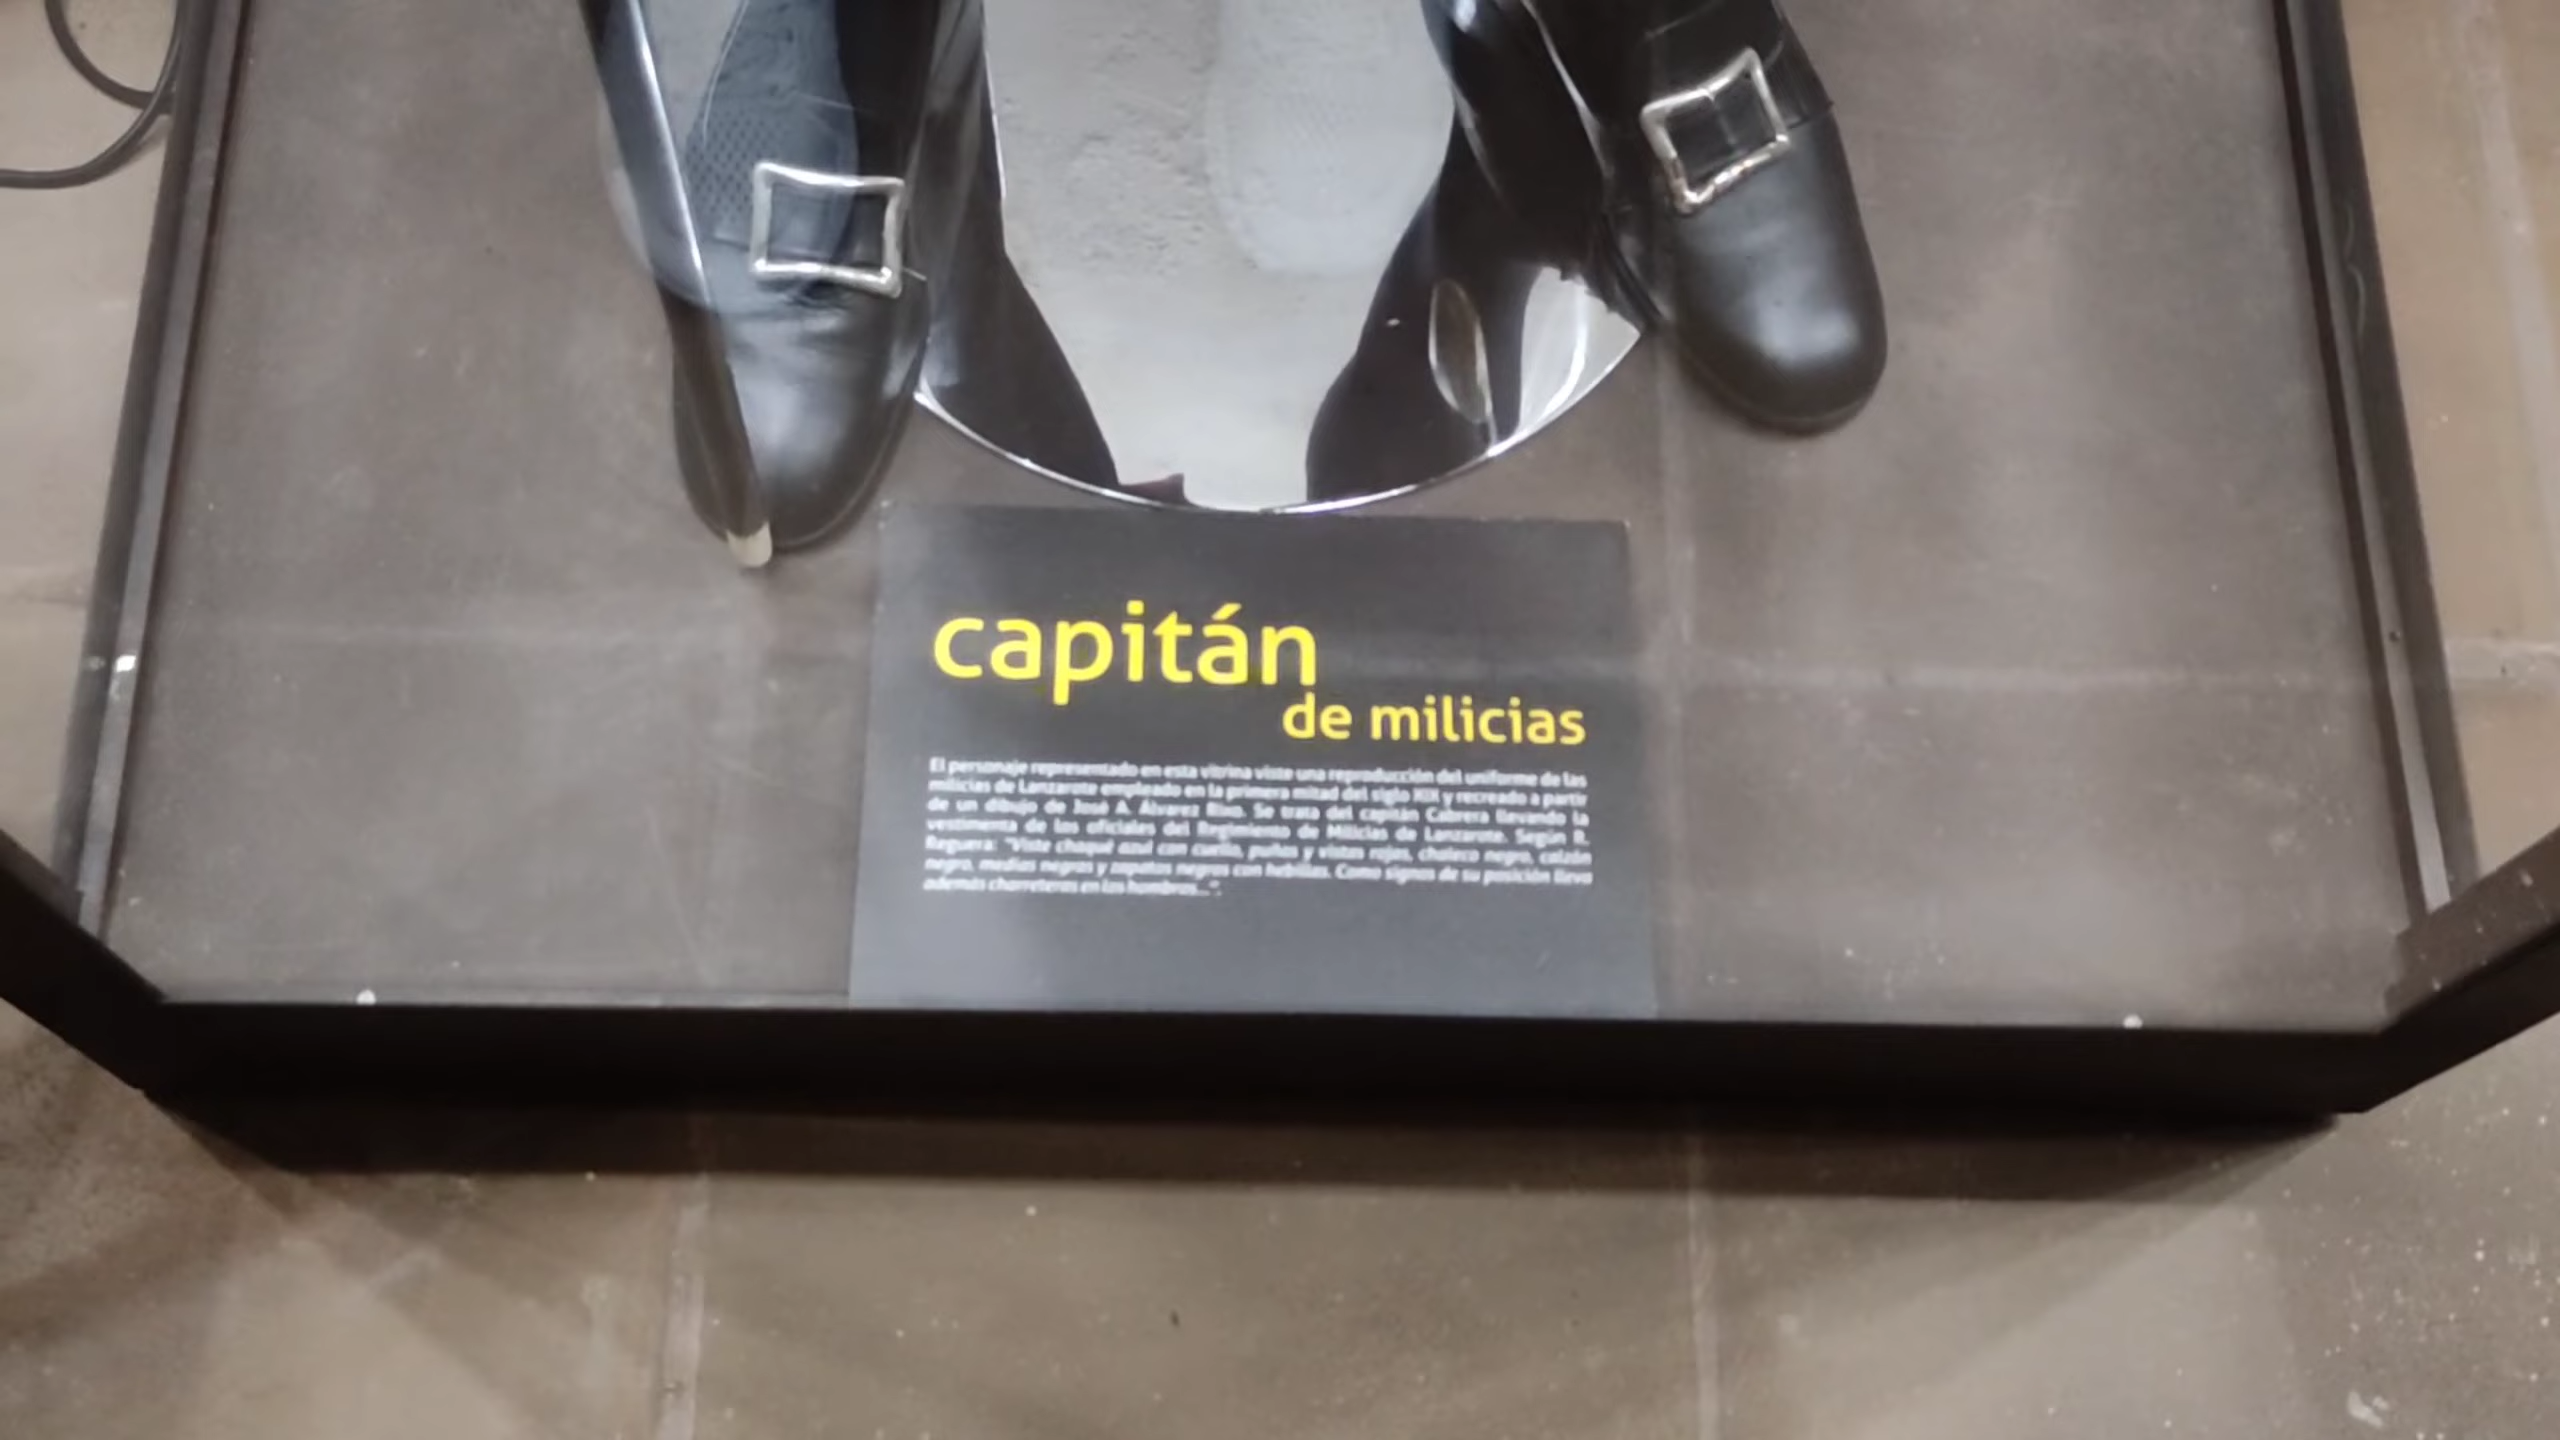 capitán
de milicias
El personaje representado en esta vitrina viste una reproducción del uniforme de las
milicias de Lanzarote empleado en la primera mitad del siglo XIX y recreado a partir
de un dibujo de José A. Álvarez Rixo. Se trata del capitán Cabrera llevando la
vestimenta de los oficiales del Regimiento de Milicias de Lanzarote. Según R.
Reguera: "Viste chaqué azul con cuello, puños y vistas rojas, chaleco negro, calzón
negro, medias negras y zapatos negros con hebillas. Como signos de su posición lleva
además charreteras en los hombros...".